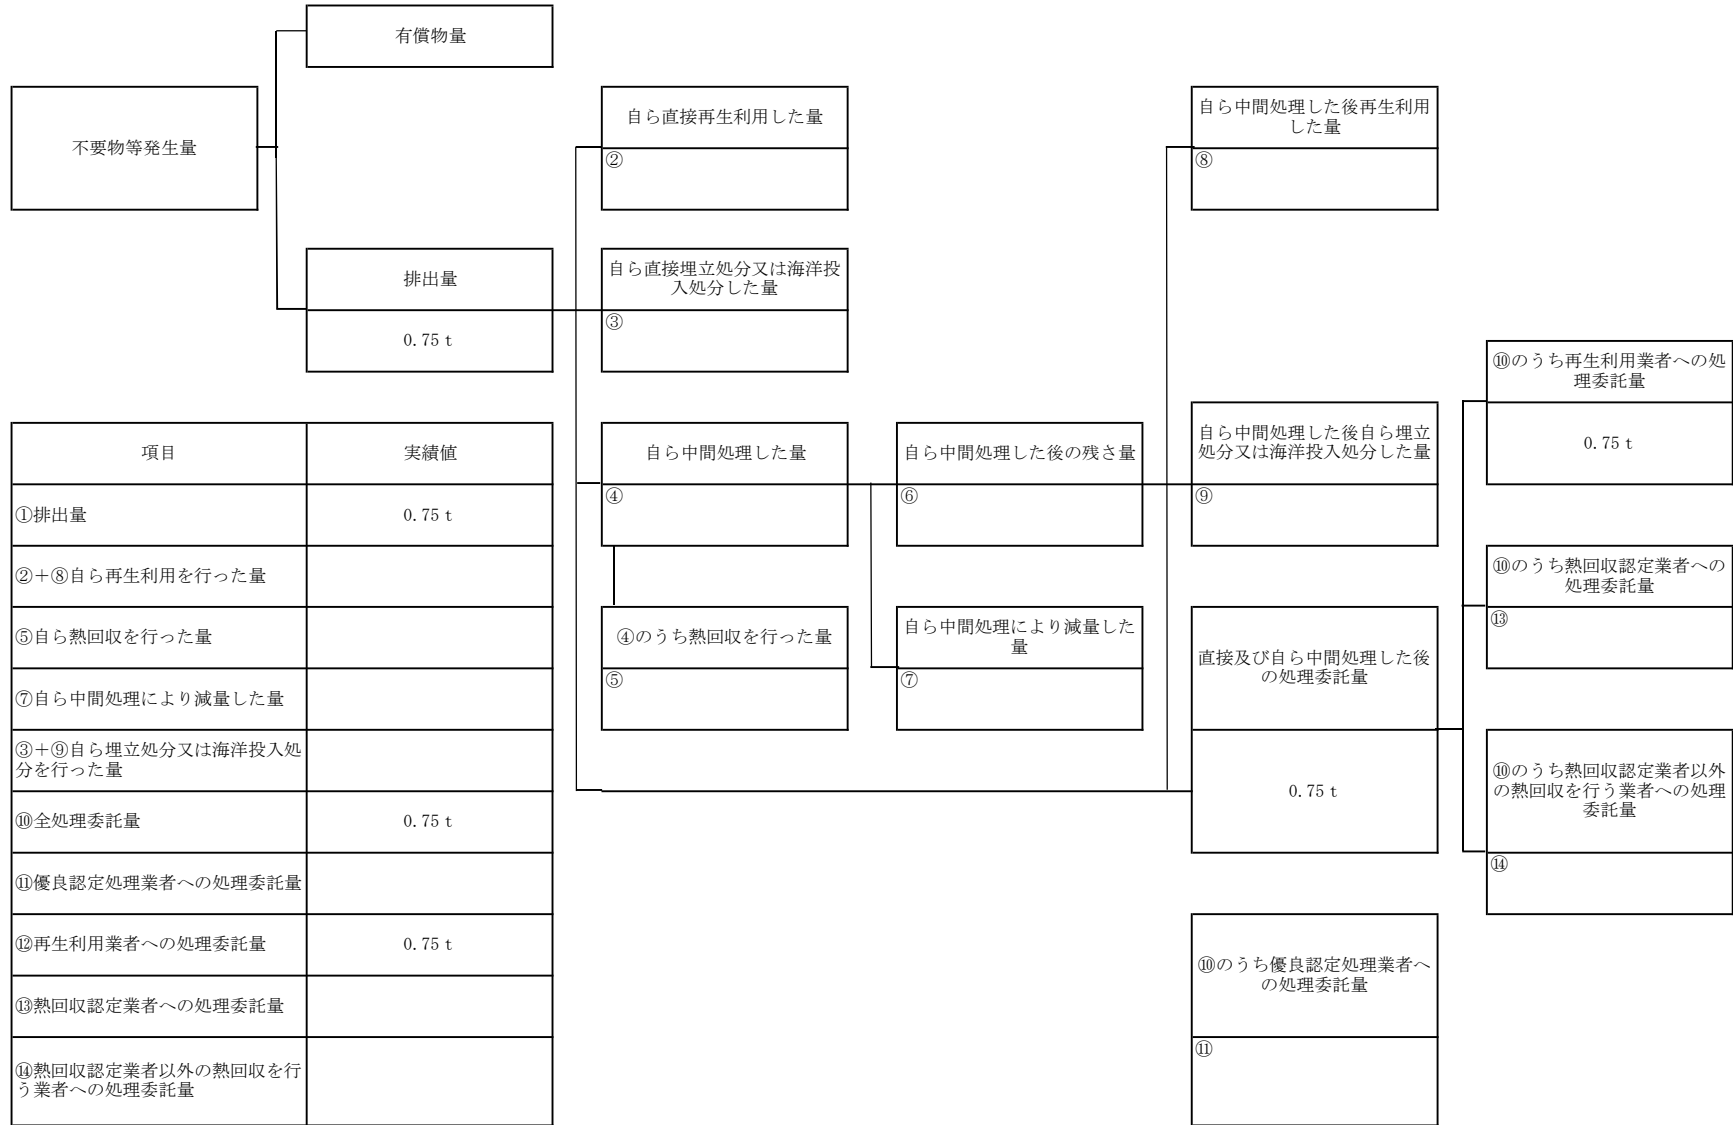 有償物量
不要物等発生量
自ら直接再生利用した量
②
自ら中間処理した後再生利用
した量
⑧
排出量
0.75 t
自ら直接埋立処分又は海洋投
入処分した量
③
⑩のうち再生利用業者への処
理委託量
0.75 t
項目
実績値
①排出量
0.75 t
②+⑧自ら再生利用を行った量
⑤自ら熱回収を行った量
⑦自ら中間処理により減量した量
③+⑨自ら埋立処分又は海洋投入処
分を行った量
⑩全処理委託量
0.75 t
⑪優良認定処理業者への処理委託量
⑫再生利用業者への処理委託量
0.75 t
⑬熱回収認定業者への処理委託量
⑭熱回収認定業者以外の熱回収を行
う業者への処理委託量
自ら中間処理した量
④
自ら中間処理した後の残さ量
⑥
自ら中間処理した後自ら埋立
処分又は海洋投入処分した量
⑨
④のうち熱回収を行った量
⑤
自ら中間処理により減量した
量
⑦
直接及び自ら中間処理した後
の処理委託量
0.75 t
⑩のうち熱回収認定業者への
処理委託量
⑬
⑩のうち熱回収認定業者以外
の熱回収を行う業者への処理
委託量
⑭
⑩のうち優良認定処理業者へ
の処理委託量
⑪